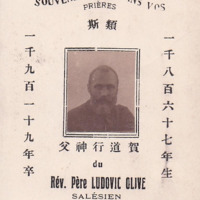 VOS
PRIÈRES
類斯
一千八百六十七年生
一千九百一十九年卒
賀道行神父
du
Rév. Père LUDOVIC OLIVE
SALÉSIEN